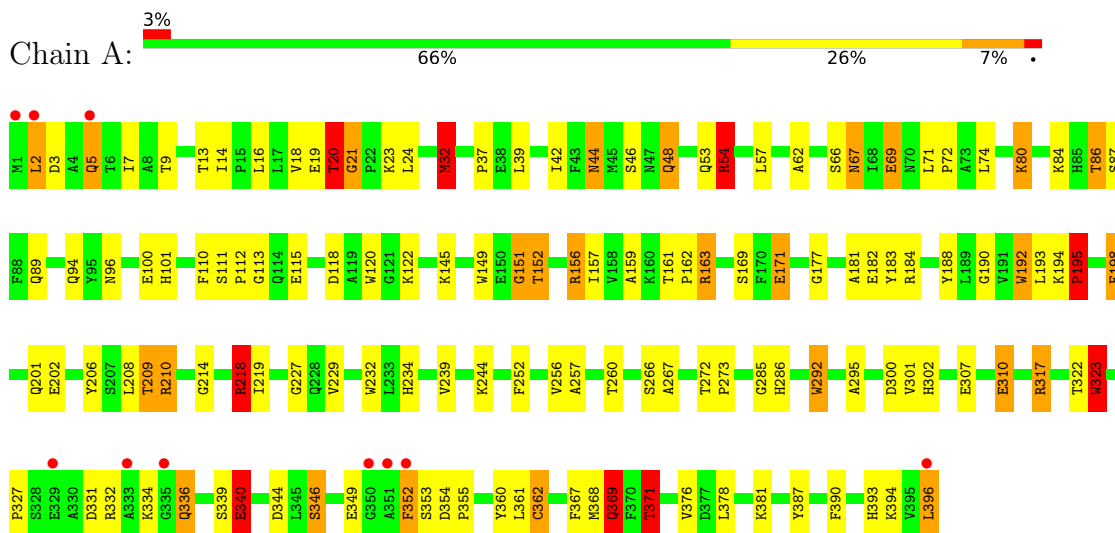 3%
Chain A:
66% 26% 7% •
M1 L2 D3 A4 Q5 T6 I7 A8 T9 T13 I14 P15 L16 L17 V18 E19 T20 G21 P22 K23 L24 M32 P37 E38 L39 I42 F43 N44 M45 S46 N47 Q48 Q53 R54 L57 A62 S66 N67 I68 E69 N70 L71 P72 A73 L74 K80 K84 H85 T86 S87
F88 Q89 Q94 Y95 N96 E100 H101 F110 S111 P112 G113 Q114 E115 D118 A119 W120 G121 K122 K145 W149 E150 G151 T152 R156 I157 V158 A159 K160 T161 P162 R163 S169 F170 E171 G177 A181 E182 Y183 R184 Y188 L189 G190 V191 W192 L193 K194 P195 E198
Q201 E202 Y206 S207 L208 T209 R210 G214 R218 I219 G227 Q228 V229 W232 L233 H234 V239 K244 F252 V256 A257 T260 S266 A267 T272 P273 G285 H286 W292 A295 D300 V301 H302 E307 E310 R317 T322 W323
P327 S328 E329 A330 D331 R332 A333 K334 G335 Q336 S339 E340 D344 L345 S346 E349 G350 A351 F352 S353 D354 P355 Y360 L361 C362 F367 M368 Q369 F370 T371 V376 D377 L378 K381 Y387 F390 H393 K394 V395 L396